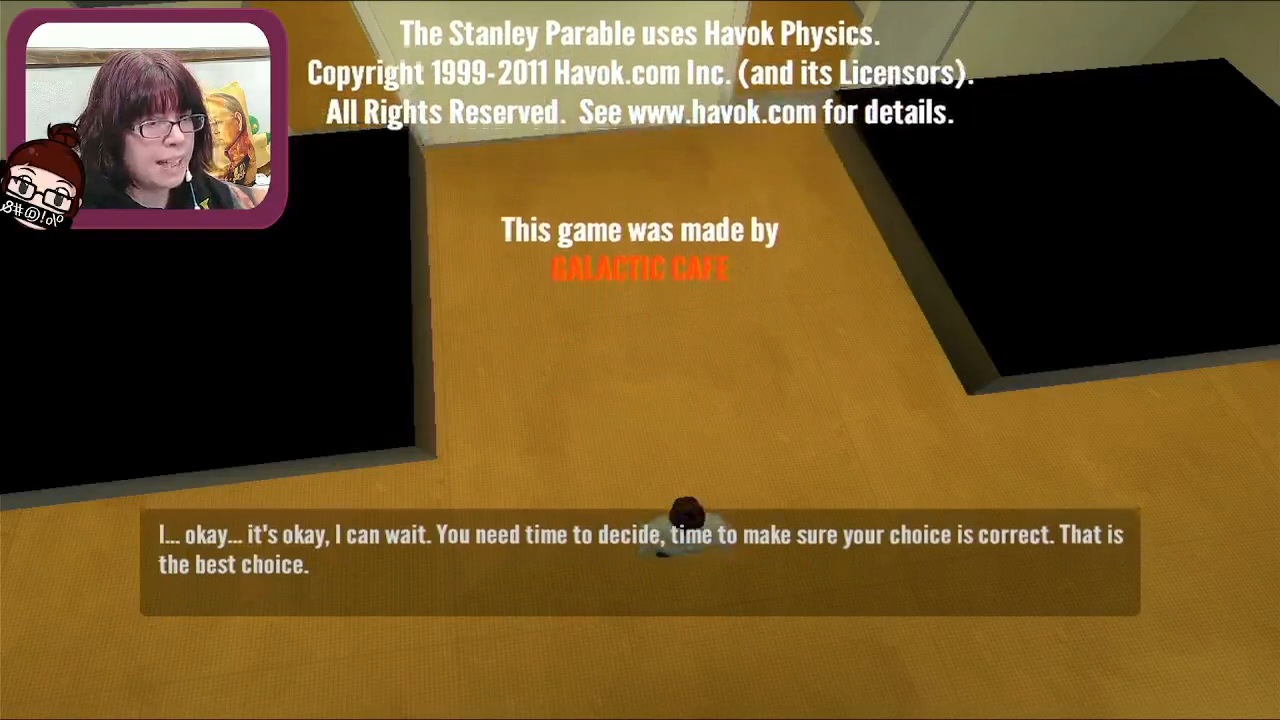 The Stanley Parable uses Havok Physics.
Copyright 1999-2011 Havok.com Inc. (and its Licensors).
All Rights Reserved. See www.havok.com for details.
This game was made by
GALACTIC CAFE
8#@!%
I... okay... it's okay, I can wait. You need time to decide, time to make sure your choice is correct. That is
the best choice.